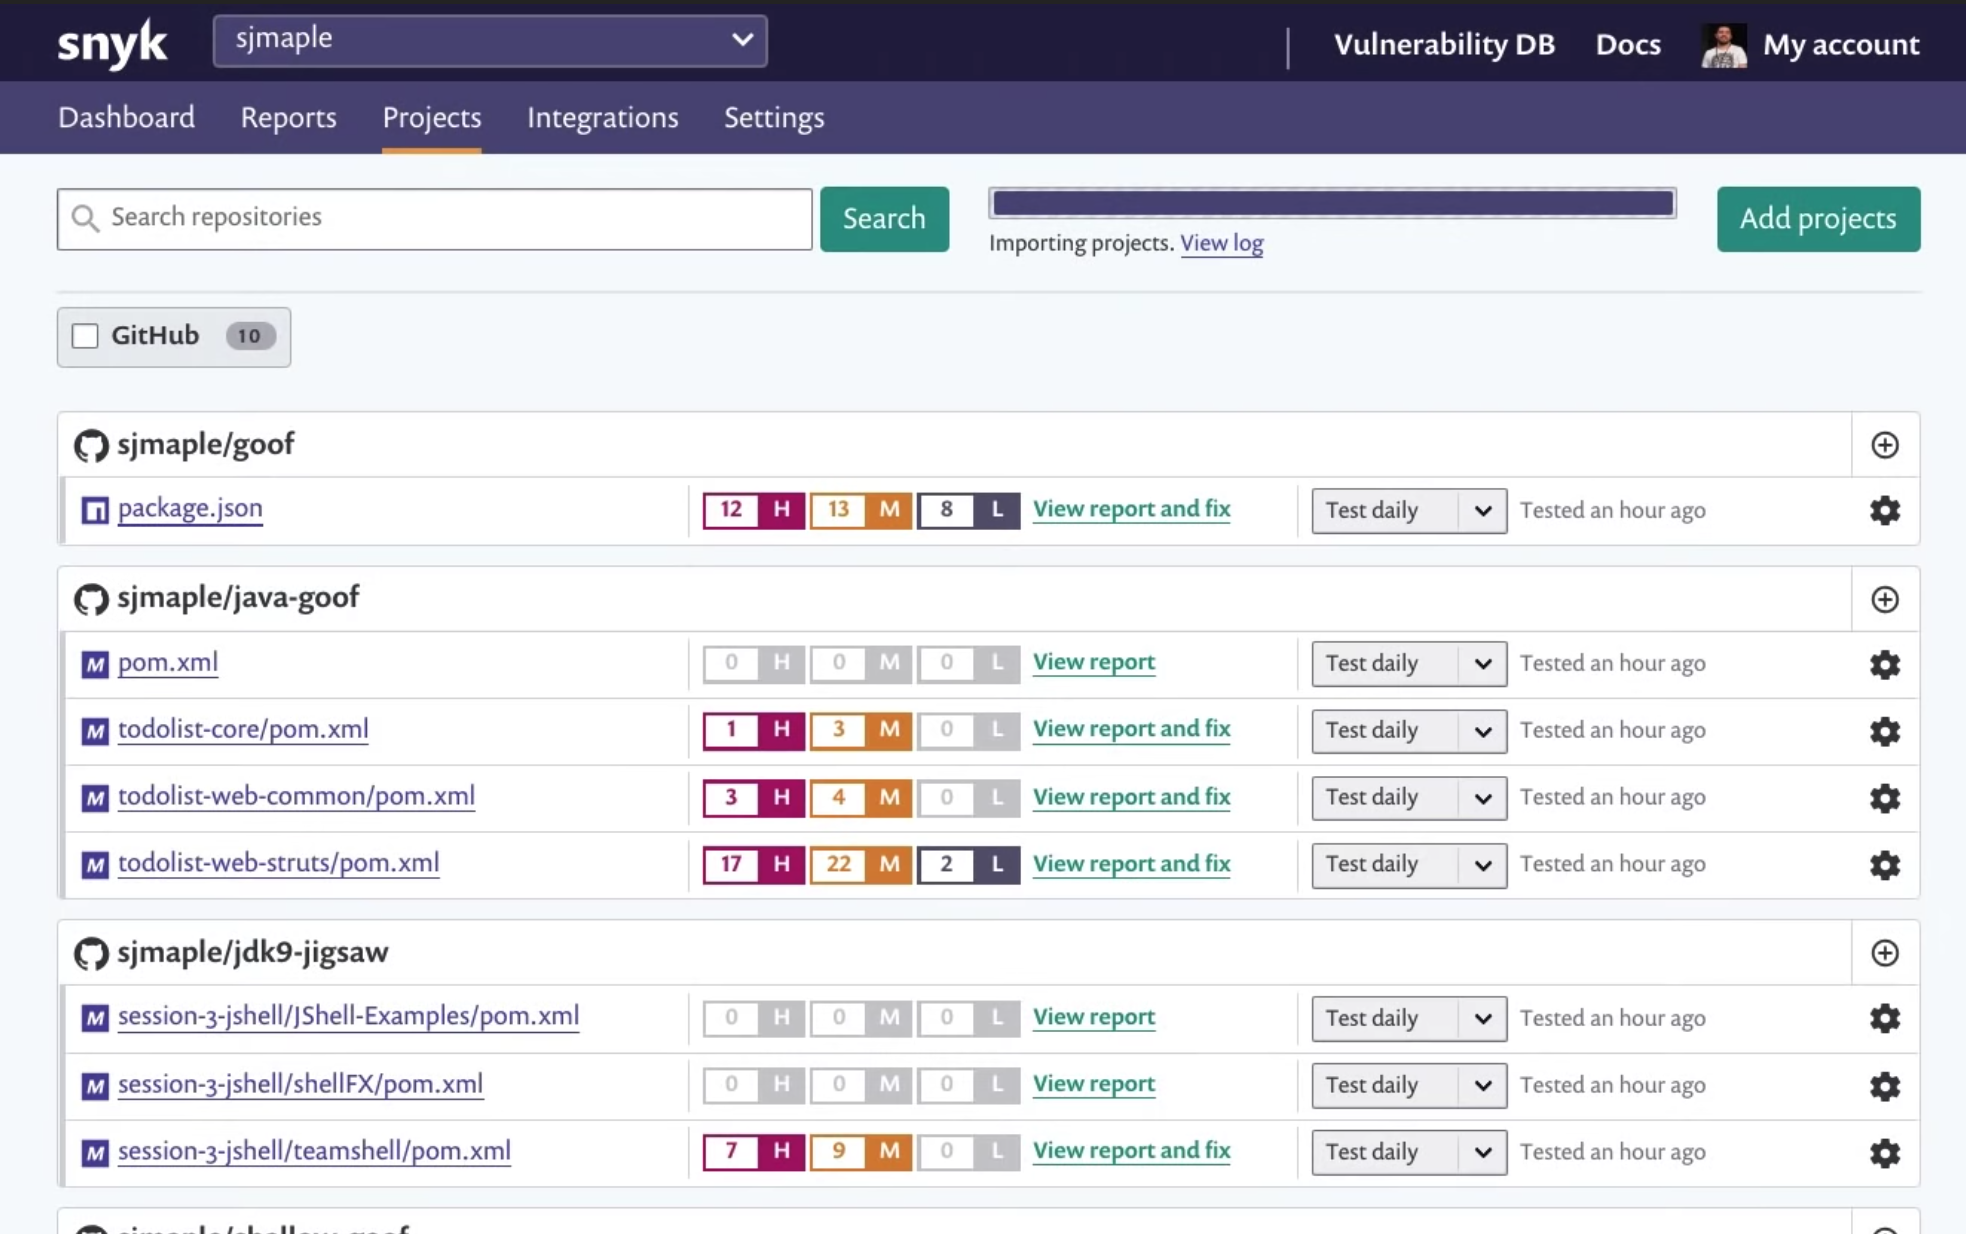 snyk sjmaple Vulnerability DB Docs My account
Dashboard Reports Projects Integrations Settings
Search repositories Search Add projects
Importing projects. View log
GitHub 10
sjmaple/goof
package.json 12 H 13 M 8 L View report and fix Test daily Tested an hour ago
sjmaple/java-goof
M pom.xml 0 H 0 M 0 L View report Test daily Tested an hour ago
M todolist-core/pom.xml 1 H 3 M 0 L View report and fix Test daily Tested an hour ago
M todolist-web-common/pom.xml 3 H 4 M 0 L View report and fix Test daily Tested an hour ago
M todolist-web-struts/pom.xml 17 H 22 M 2 L View report and fix Test daily Tested an hour ago
sjmaple/jdk9-jigsaw
M session-3-jshell/JShell-Examples/pom.xml 0 H 0 M 0 L View report Test daily Tested an hour ago
M session-3-jshell/shellFX/pom.xml 0 H 0 M 0 L View report Test daily Tested an hour ago
M session-3-jshell/teamshell/pom.xml 7 H 9 M 0 L View report and fix Test daily Tested an hour ago